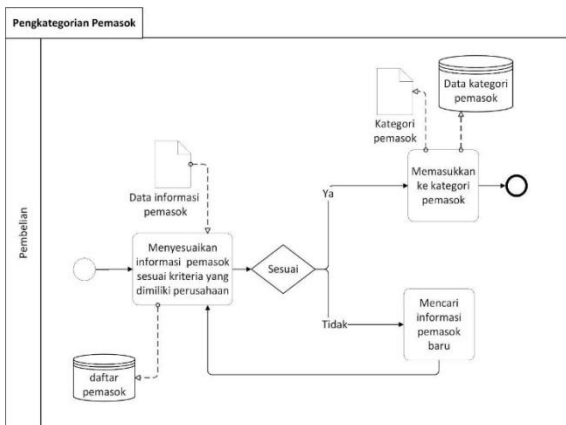 Pengkategorian Pemasok
Pembelian
Data kategori
pemasok
Kategori
pemasok
Memasukkan
ke kategori
pemasok
Data informasi
pemasok
Ya
Menyesuaikan
informasi pemasok
sesuai kriteria yang
dimiliki perusahaan
Sesuai
Tidak
Mencari
informasi
pemasok
baru
daftar
pemasok